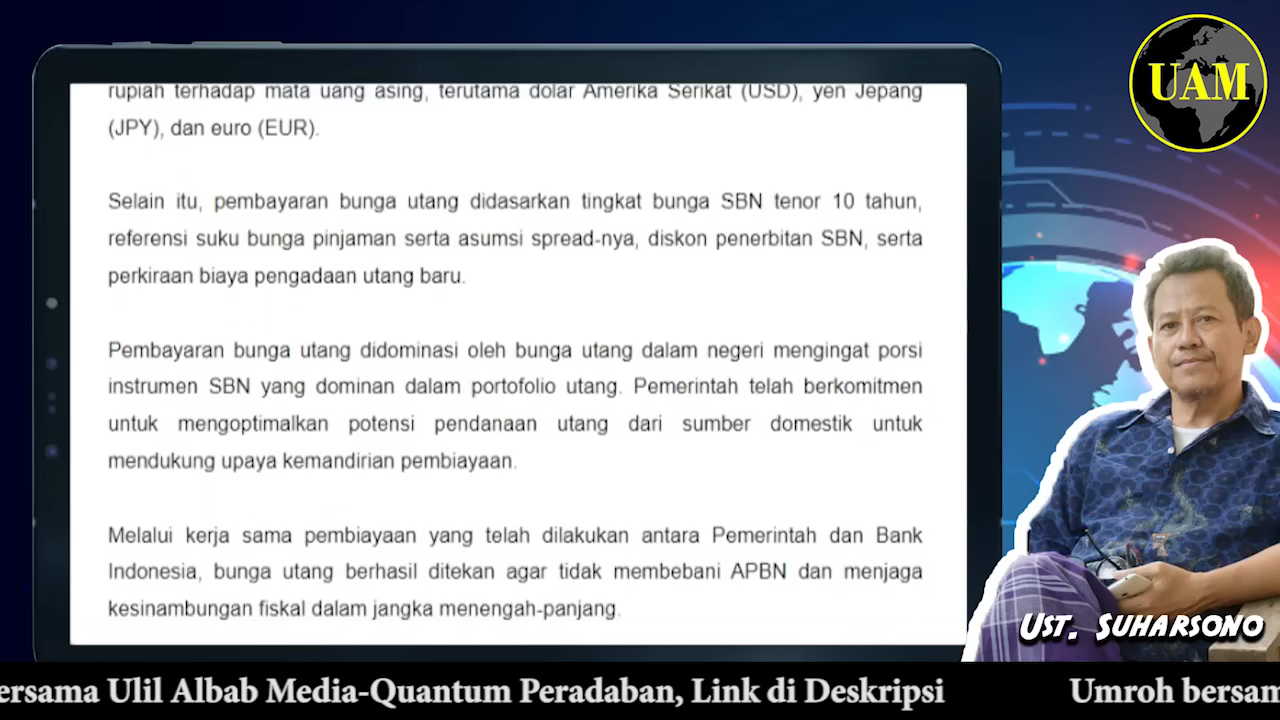 rupiah terhadap mata uang asing, terutama dolar Amerika Serikat (USD), yen Jepang
(JPY), dan euro (EUR).
Selain itu, pembayaran bunga utang didasarkan tingkat bunga SBN tenor 10 tahun,
referensi suku bunga pinjaman serta asumsi spread-nya, diskon penerbitan SBN, serta
perkiraan biaya pengadaan utang baru.
Pembayaran bunga utang didominasi oleh bunga utang dalam negeri mengingat porsi
instrumen SBN yang dominan dalam portofolio utang. Pemerintah telah berkomitmen
untuk mengoptimalkan potensi pendanaan utang dari sumber domestik untuk
mendukung upaya kemandirian pembiayaan.
Melalui kerja sama pembiayaan yang telah dilakukan antara Pemerintah dan Bank
Indonesia, bunga utang berhasil ditekan agar tidak membebani APBN dan menjaga
kesinambungan fiskal dalam jangka menengah-panjang.
UAM
Ust. Suharsono
ersama Ulil Albab Media-Quantum Peradaban, Link di Deskripsi
Umroh bersam